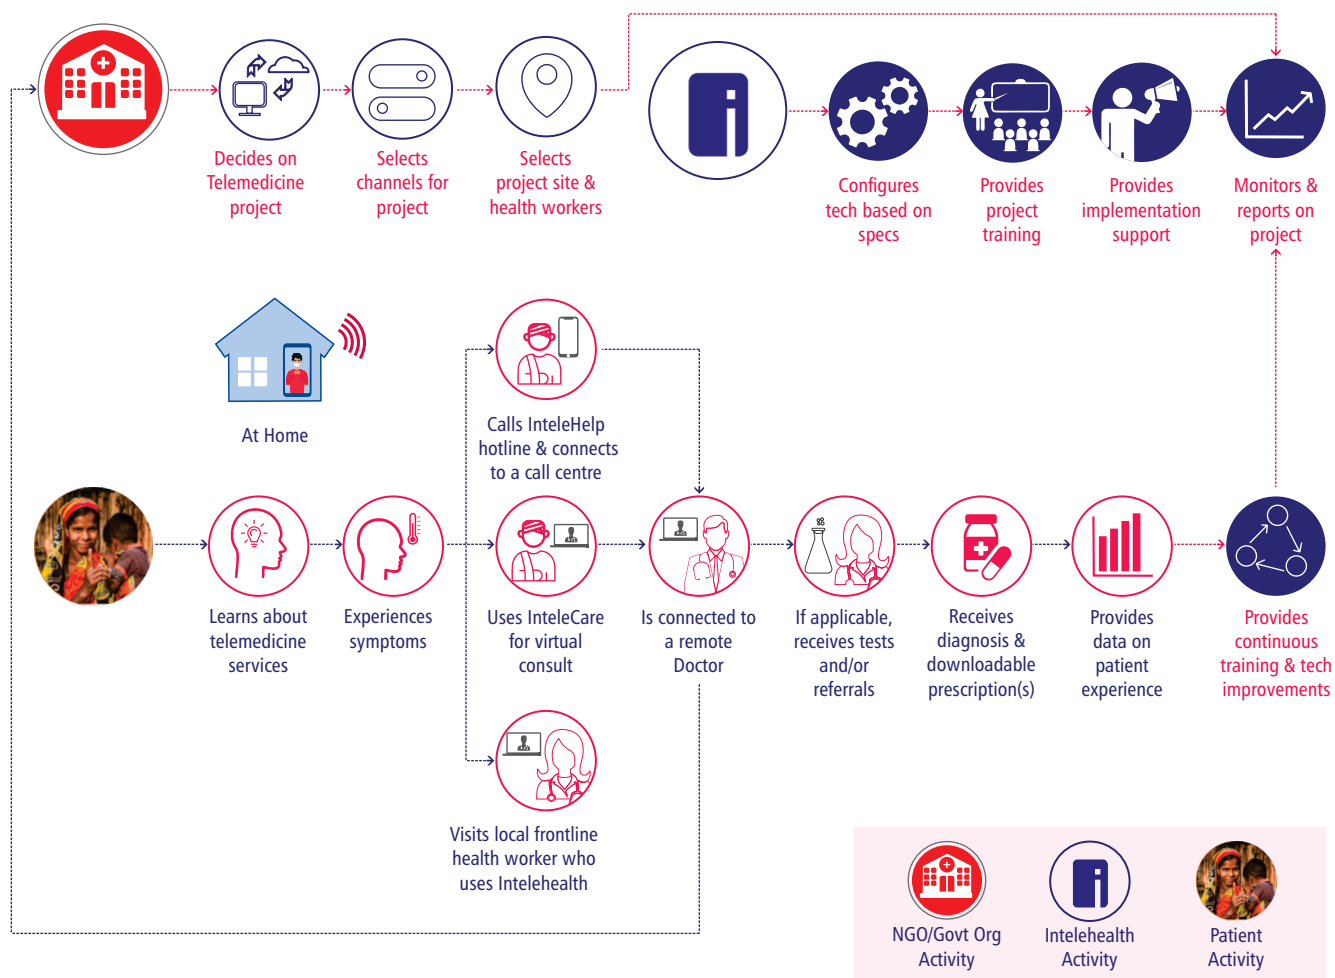 Decides on
Telemedicine
project
Selects
channels for
project
Selects
project site &
health workers
Configures
tech based on
specs
Provides
project
training
Provides
implementation
support
Monitors &
reports on
project
At Home
Calls InteleHelp
hotline & connects
to a call centre
Learns about
telemedicine
services
Experiences
symptoms
Uses InteleCare
for virtual
consult
Is connected to
a remote
Doctor
If applicable,
receives tests
and/or
referrals
Receives
diagnosis &
downloadable
prescription(s)
Provides
data on
patient
experience
Provides
continuous
training & tech
improvements
Visits local frontline
health worker who
uses Intelehealth
NGO/Govt Org
Activity
Intelehealth
Activity
Patient
Activity